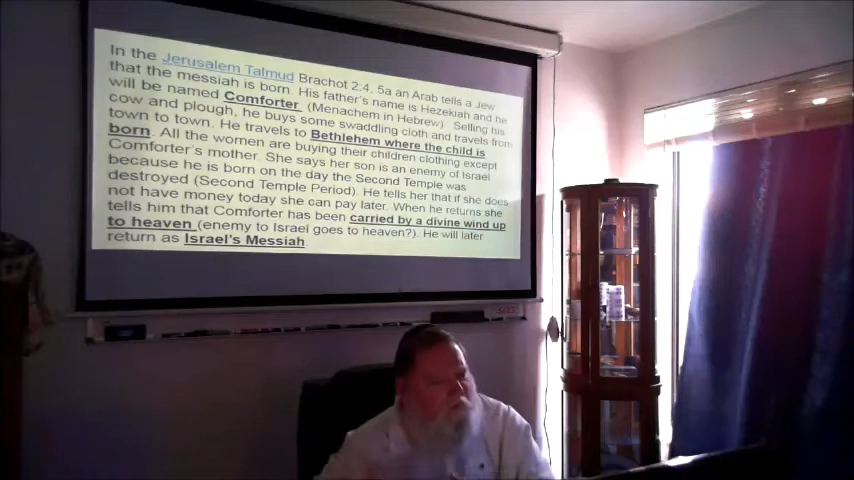 In the Jerusalem Talmud Brachot 2:4, 5a an Arab tells a Jew
that the messiah is born. His father's name is Hezekiah and he
will be named Comforter (Menachem in Hebrew) Selling his
cow and plough, he buys some swaddling cloth and travels from
town to town. He travels to Bethlehem where the child is
born. All the women are buying their children clothing except
Comforter's mother. She says her son is an enemy of Israel
because he is born on the day the Second Temple was
destroyed (Second Temple Period). He tells her that if she does
not have money today she can pay later. When he returns she
tells him that Comforter has been carried by a divine wind up
to heaven (enemy to Israel goes to heaven?). He will later
return as Israel's Messiah.